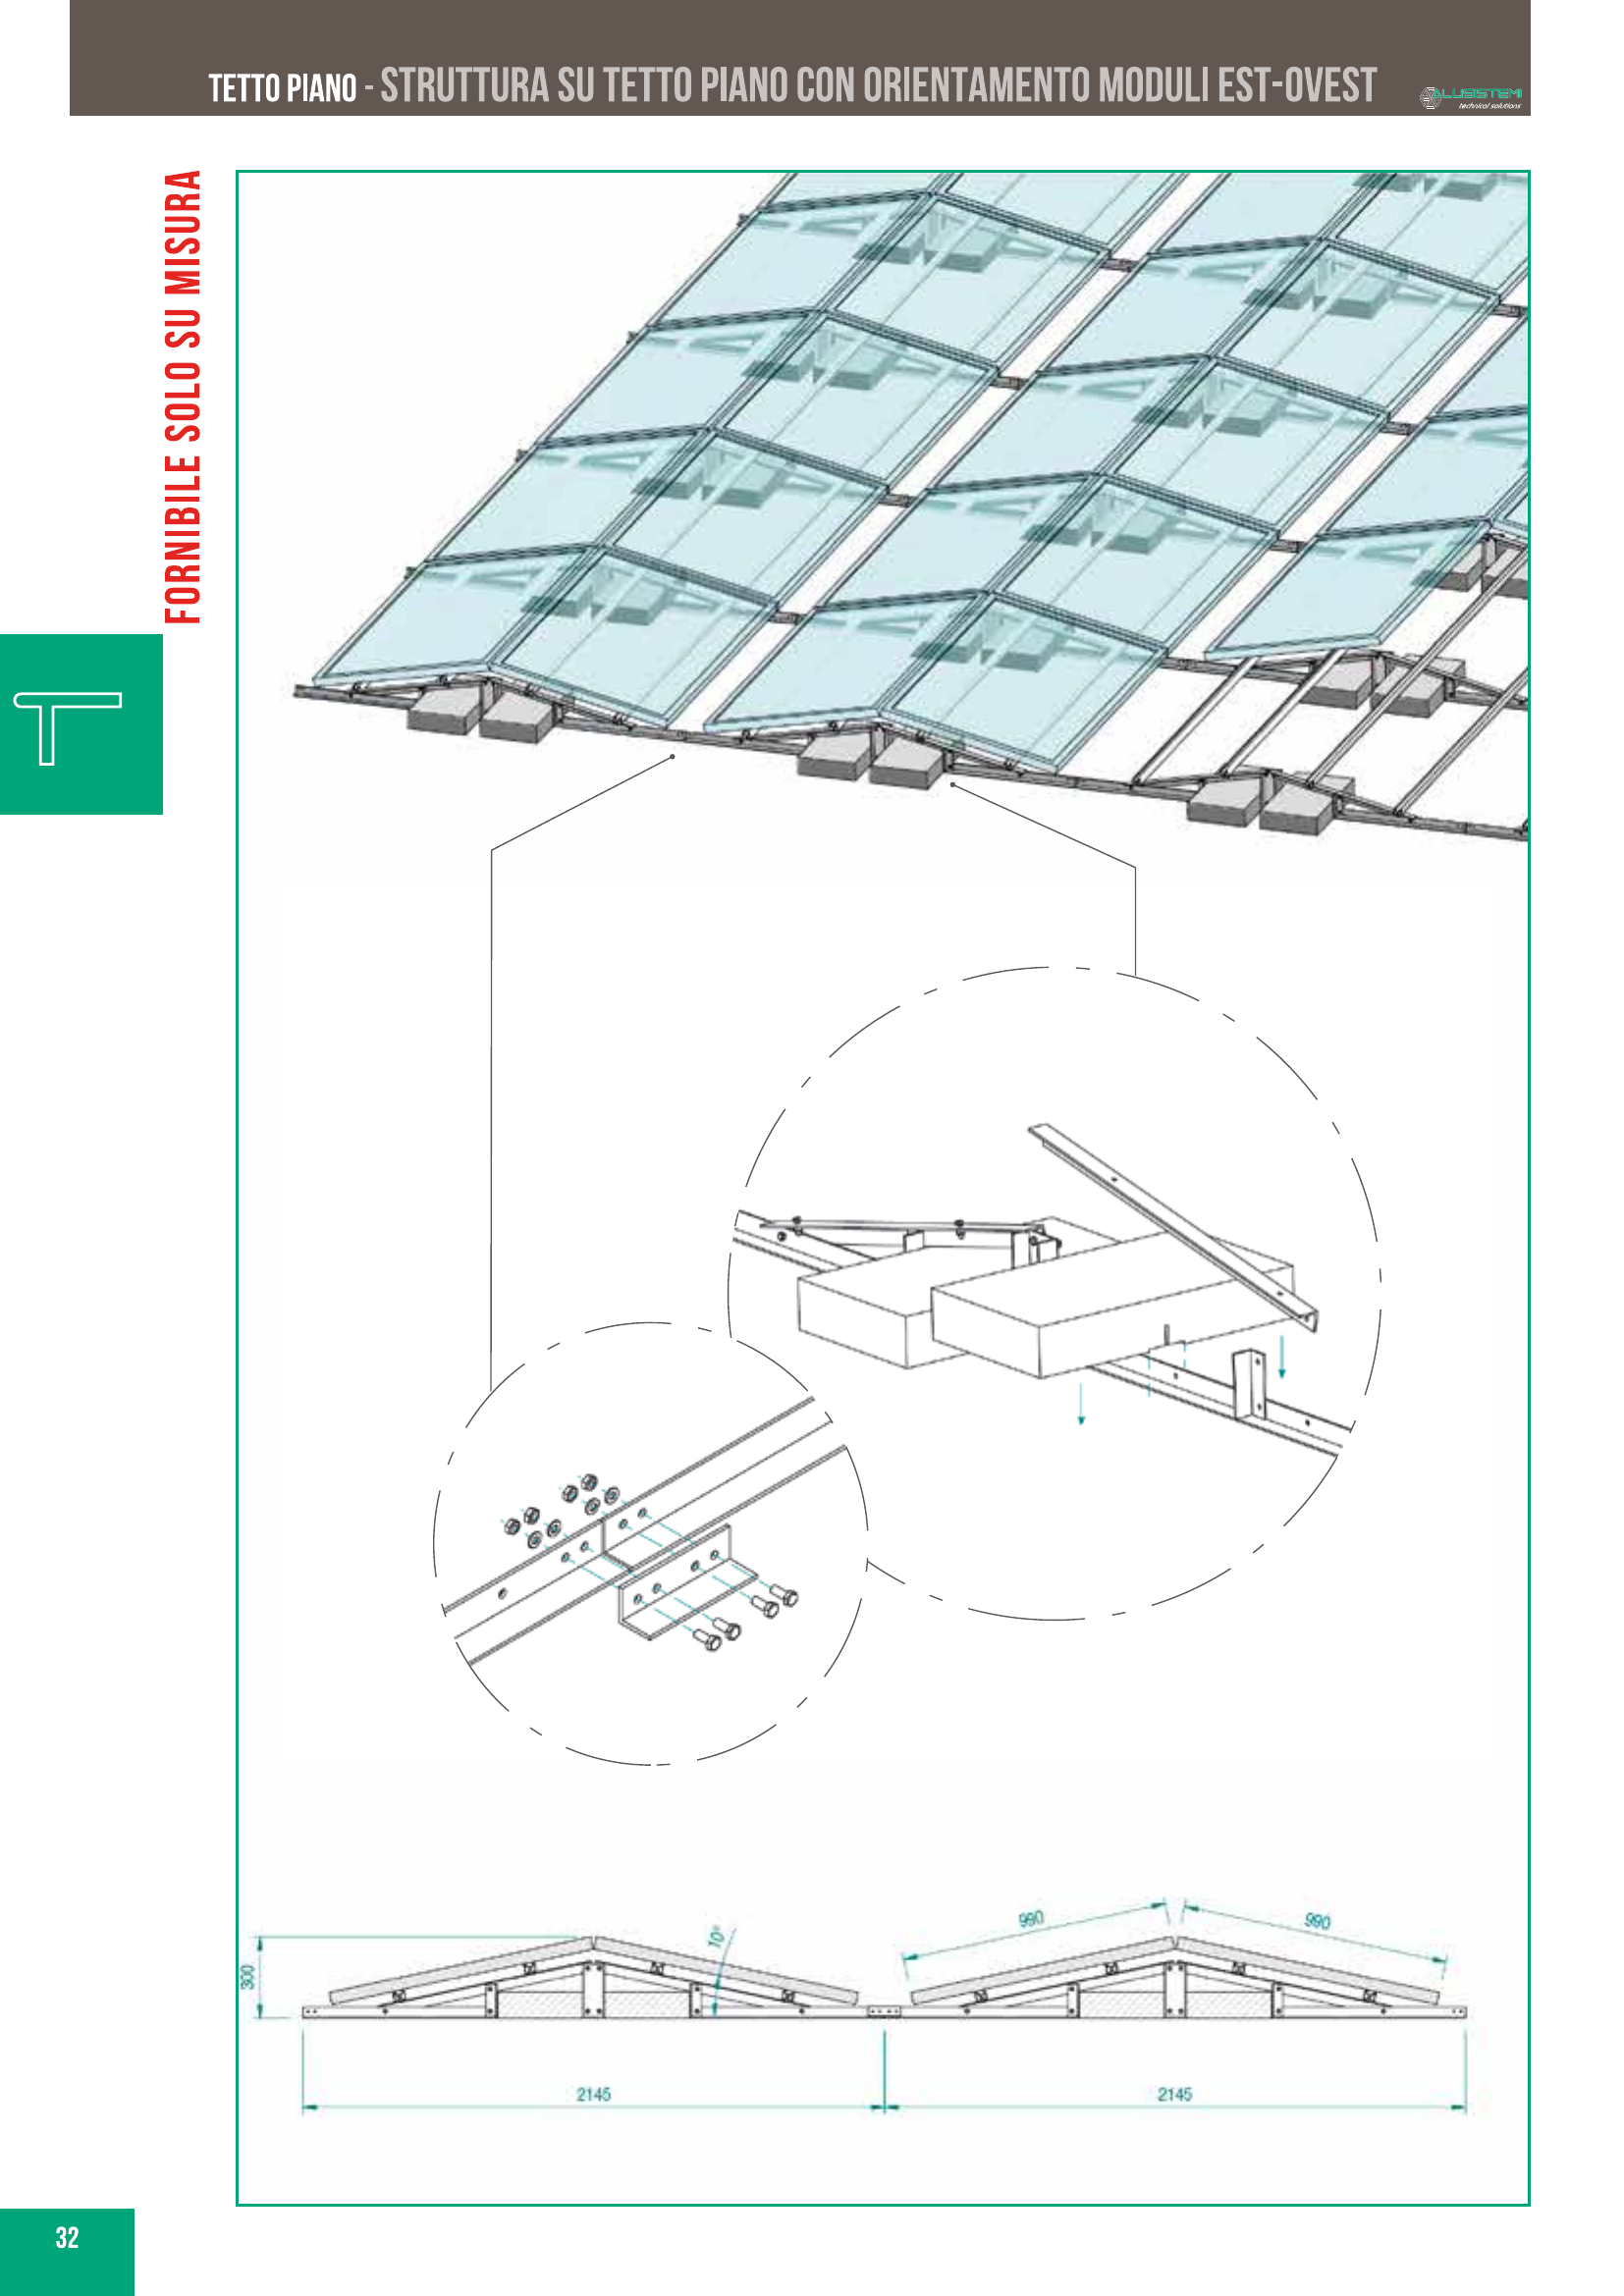 TETTO PIANO - STRUTTURA SU TETTO PIANO CON ORIENTAMENTO MODULI EST-OVEST
ALUSISTEMI
technical solutions
FORNIBILE SOLO SU MISURA
990
990
10°
300
2145
2145
32